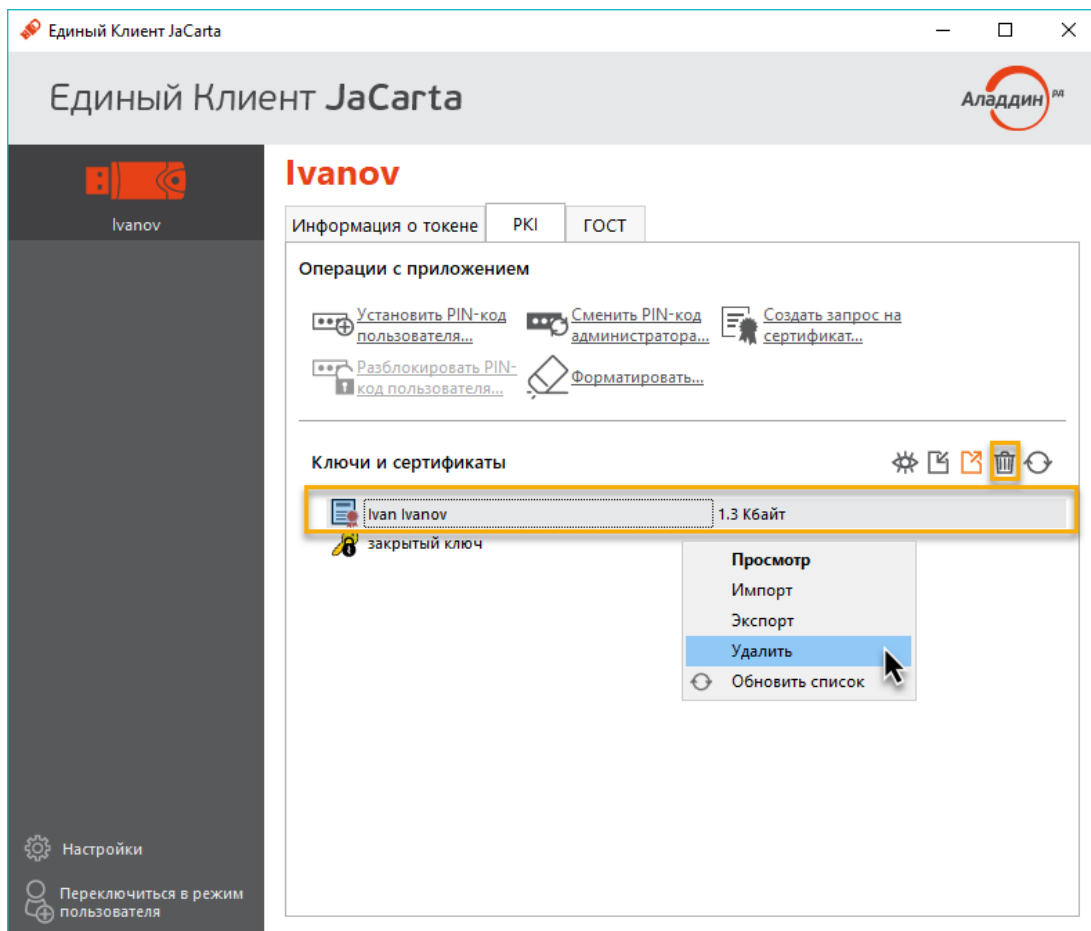 Единый Клиент JaCarta
Единый Клиент JaCarta
Аладдин РД
Ivanov
Ivanov
Информация о токене
PKI
ГОСТ
Операции с приложением
Установить PIN-код
пользователя...
Сменить PIN-код
администратора...
Создать запрос на
сертификат...
Разблокировать PIN-
код пользователя...
Форматировать...
Ключи и сертификаты
Ivan Ivanov 1.3 Кбайт
закрытый ключ
Просмотр
Импорт
Экспорт
Удалить
Обновить список
Настройки
Переключиться в режим
пользователя